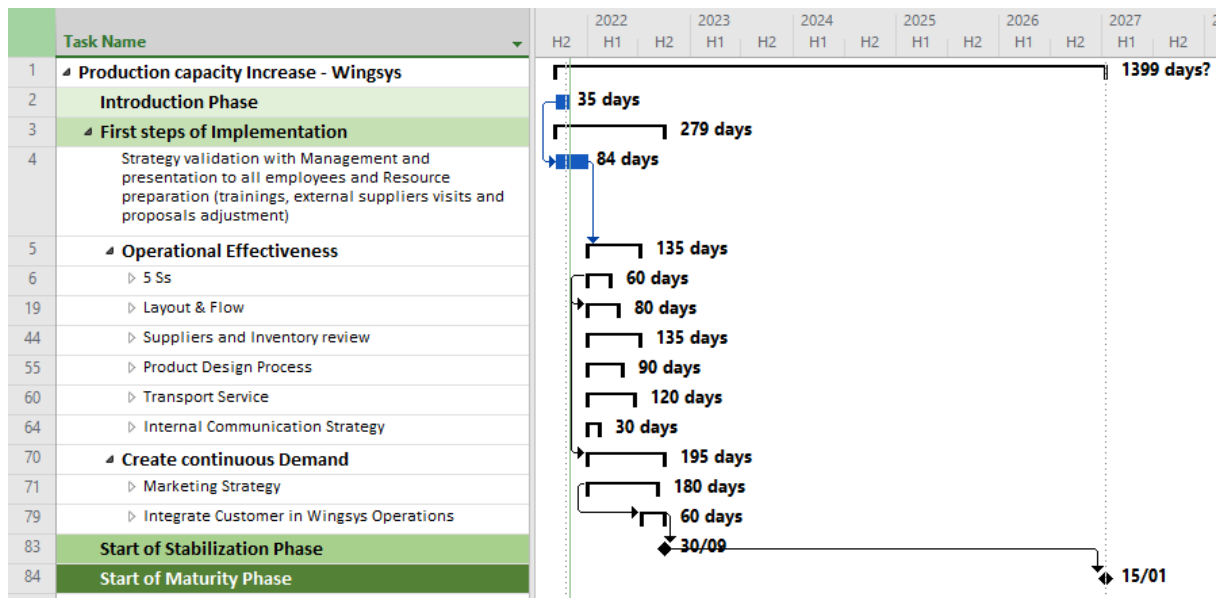 2022 2023 2024 2025 2026 2027 2
Task Name H2 H1 H2 H1 H2 H1 H2 H1 H2 H1 H2 H1 H2
1 Production capacity Increase - Wingsys 1399 days?
2 Introduction Phase 35 days
3 First steps of Implementation 279 days
4 Strategy validation with Management and 84 days
presentation to all employees and Resource
preparation (trainings, external suppliers visits and
proposals adjustment)
5 Operational Effectiveness 135 days
6 5 Ss 60 days
19 Layout & Flow 80 days
44 Suppliers and Inventory review 135 days
55 Product Design Process 90 days
60 Transport Service 120 days
64 Internal Communication Strategy 30 days
70 Create continuous Demand 195 days
71 Marketing Strategy 180 days
79 Integrate Customer in Wingsys Operations 60 days
83 Start of Stabilization Phase 30/09
84 Start of Maturity Phase 15/01